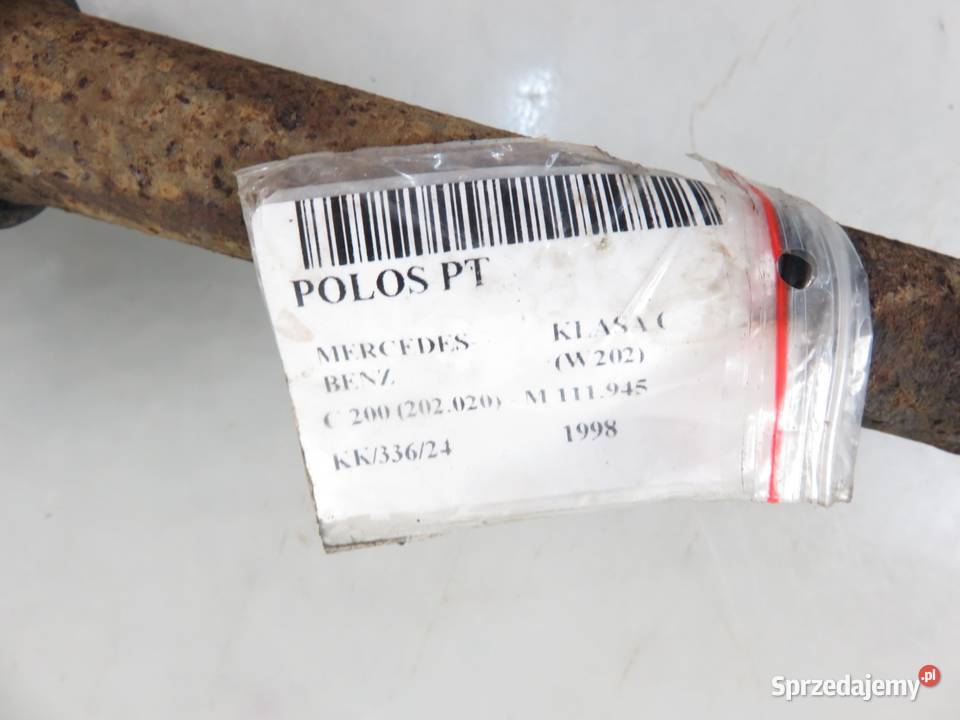 POLOS PT
MERCEDES- KLASA C
BENZ (W202)
C 200 (202.020) - M 111.945
KK/336/24 1998
Sprzedajemy.pl